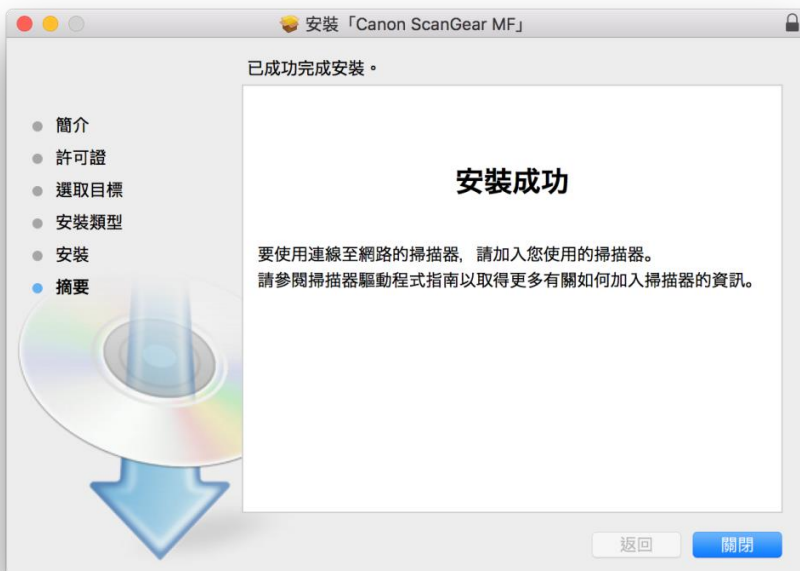 安裝「Canon ScanGear MF」
已成功完成安裝。
簡介
許可證
選取目標
安裝類型
安裝
摘要
安裝成功
要使用連線至網路的掃描器，請加入您使用的掃描器。
請參閱掃描器驅動程式指南以取得更多有關如何加入掃描器的資訊。
返回
關閉